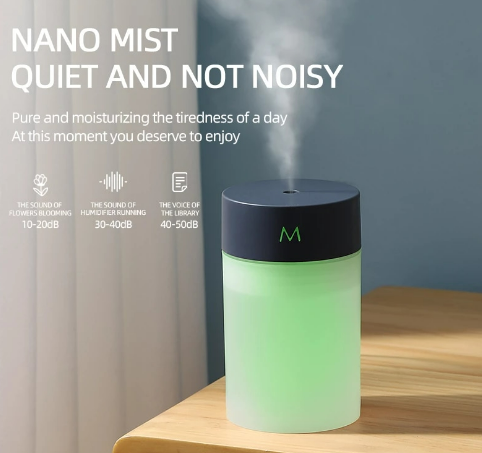 NANO MIST
QUIET AND NOT NOISY
Pure and moisturizing the tiredness of a day
At this moment you deserve to enjoy
THE SOUND OF
FLOWERS BLOOMING
10-20dB
THE SOUND OF
HUMIDIFIER RUNNING
30-40dB
THE VOICE OF
THE LIBRARY
40-50dB
M